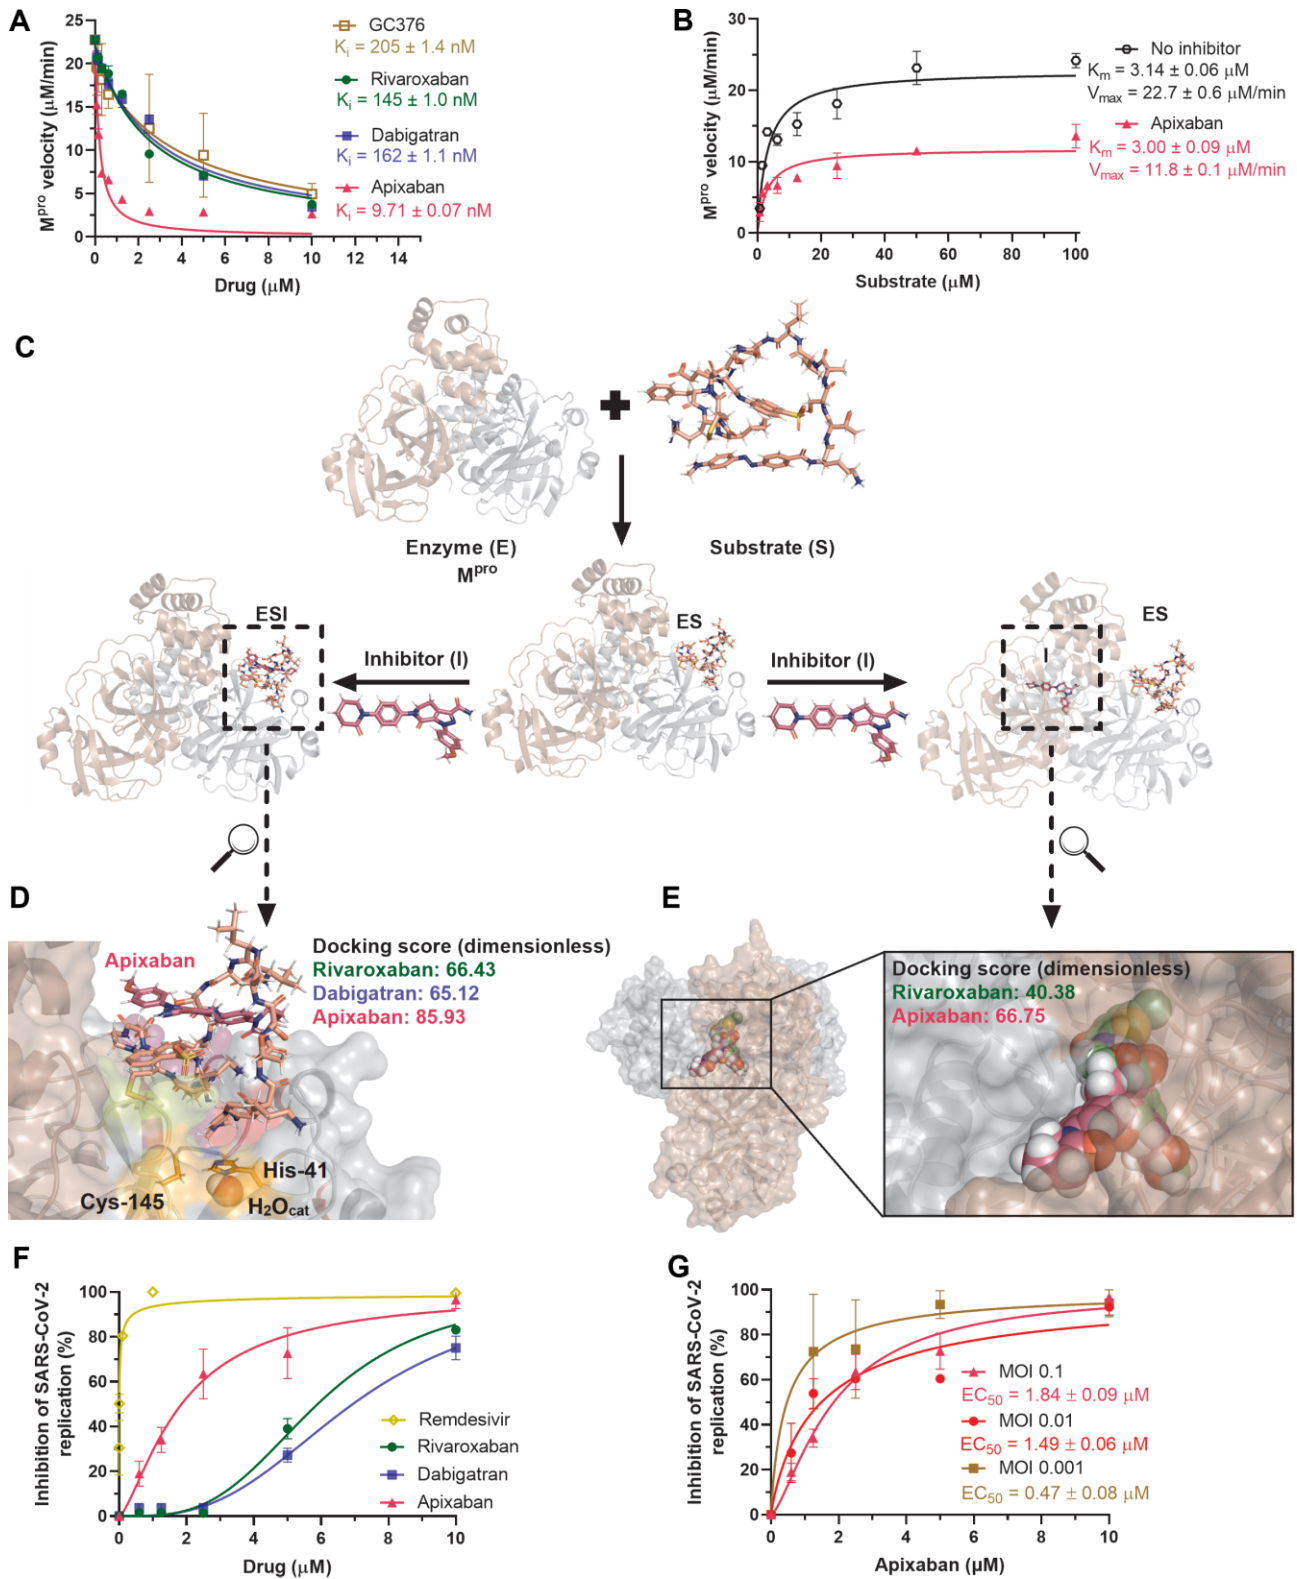 A
Mᵖʳᵒ velocity (μM/min)
25
20
15
10
5
0
0 2 4 6 8 10 12 14
Drug (μM)
GC376
Kᵢ = 205 ± 1.4 nM
Rivaroxaban
Kᵢ = 145 ± 1.0 nM
Dabigatran
Kᵢ = 162 ± 1.1 nM
Apixaban
Kᵢ = 9.71 ± 0.07 nM
B
Mᵖʳᵒ velocity (μM/min)
30
20
10
0
0 20 40 60 80 100
Substrate (μM)
No inhibitor
Kₘ = 3.14 ± 0.06 μM
Vₘₐₓ = 22.7 ± 0.6 μM/min
Apixaban
Kₘ = 3.00 ± 0.09 μM
Vₘₐₓ = 11.8 ± 0.1 μM/min
C
Enzyme (E)
Mᵖʳᵒ
Substrate (S)
ESI
Inhibitor (I)
ES
Inhibitor (I)
I
ES
D
Apixaban
Docking score (dimensionless)
Rivaroxaban: 66.43
Dabigatran: 65.12
Apixaban: 85.93
His-41
Cys-145
H₂O꜀ₐₜ
E
Docking score (dimensionless)
Rivaroxaban: 40.38
Apixaban: 66.75
F
Inhibition of SARS-CoV-2
replication (%)
100
80
60
40
20
0
0 2 4 6 8 10
Drug (μM)
Remdesivir
Rivaroxaban
Dabigatran
Apixaban
G
Inhibition of SARS-CoV-2
replication (%)
100
80
60
40
20
0
0 2 4 6 8 10
Apixaban (μM)
MOI 0.1
EC₅₀ = 1.84 ± 0.09 μM
MOI 0.01
EC₅₀ = 1.49 ± 0.06 μM
MOI 0.001
EC₅₀ = 0.47 ± 0.08 μM